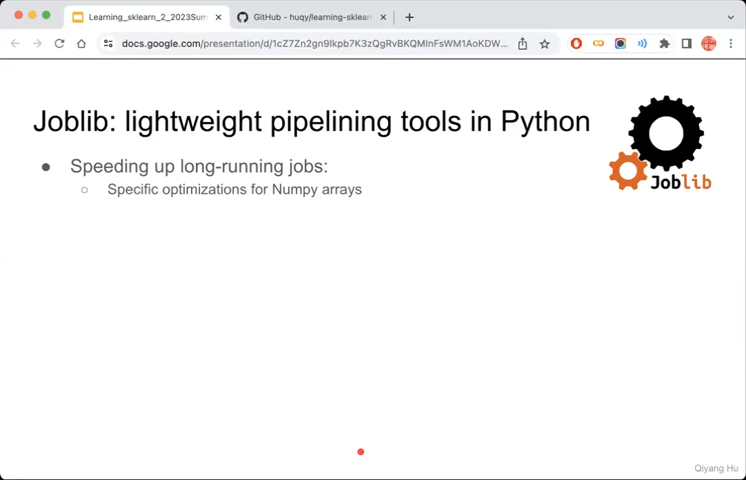 Learning_sklearn_2_2023Sum
GitHub - huqy/learning-sklear
docs.google.com/presentation/d/1cZ7Zn2gn9Ikpb7K3zQgRvBKQMInFsWM1AoKDW...
Joblib: lightweight pipelining tools in Python
Joblib
● Speeding up long-running jobs:
○ Specific optimizations for Numpy arrays
Qiyang Hu